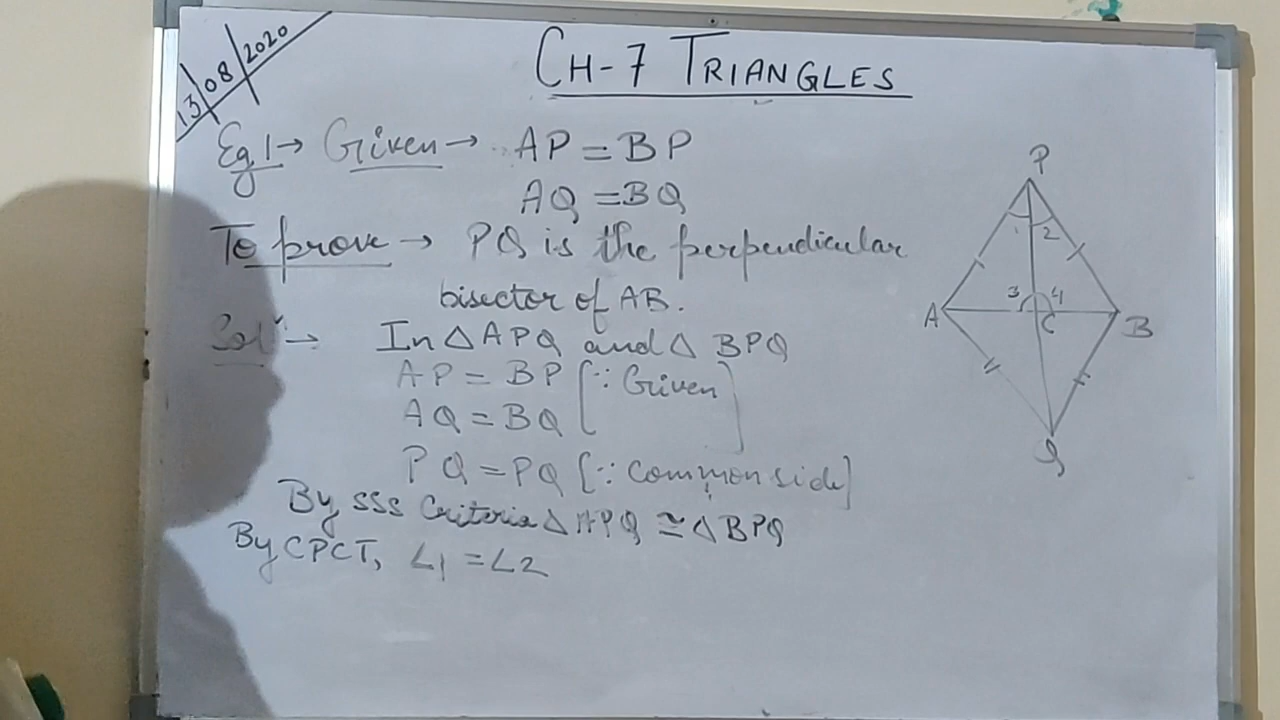 13/08/2020
CH-7 TRIANGLES
Eg 1→ Given → AP = BP
AQ = BQ
To prove → PQ is the perpendicular
bisector of AB.
Solⁿ → In △ APQ and △ BPQ
AP = BP [∵ Given]
AQ = BQ
PQ = PQ [∵ Common side]
By SSS Criteria △ APQ ≅ △ BPQ
By CPCT, ∠1 = ∠2
P
1 2
3 4
A C B
Q